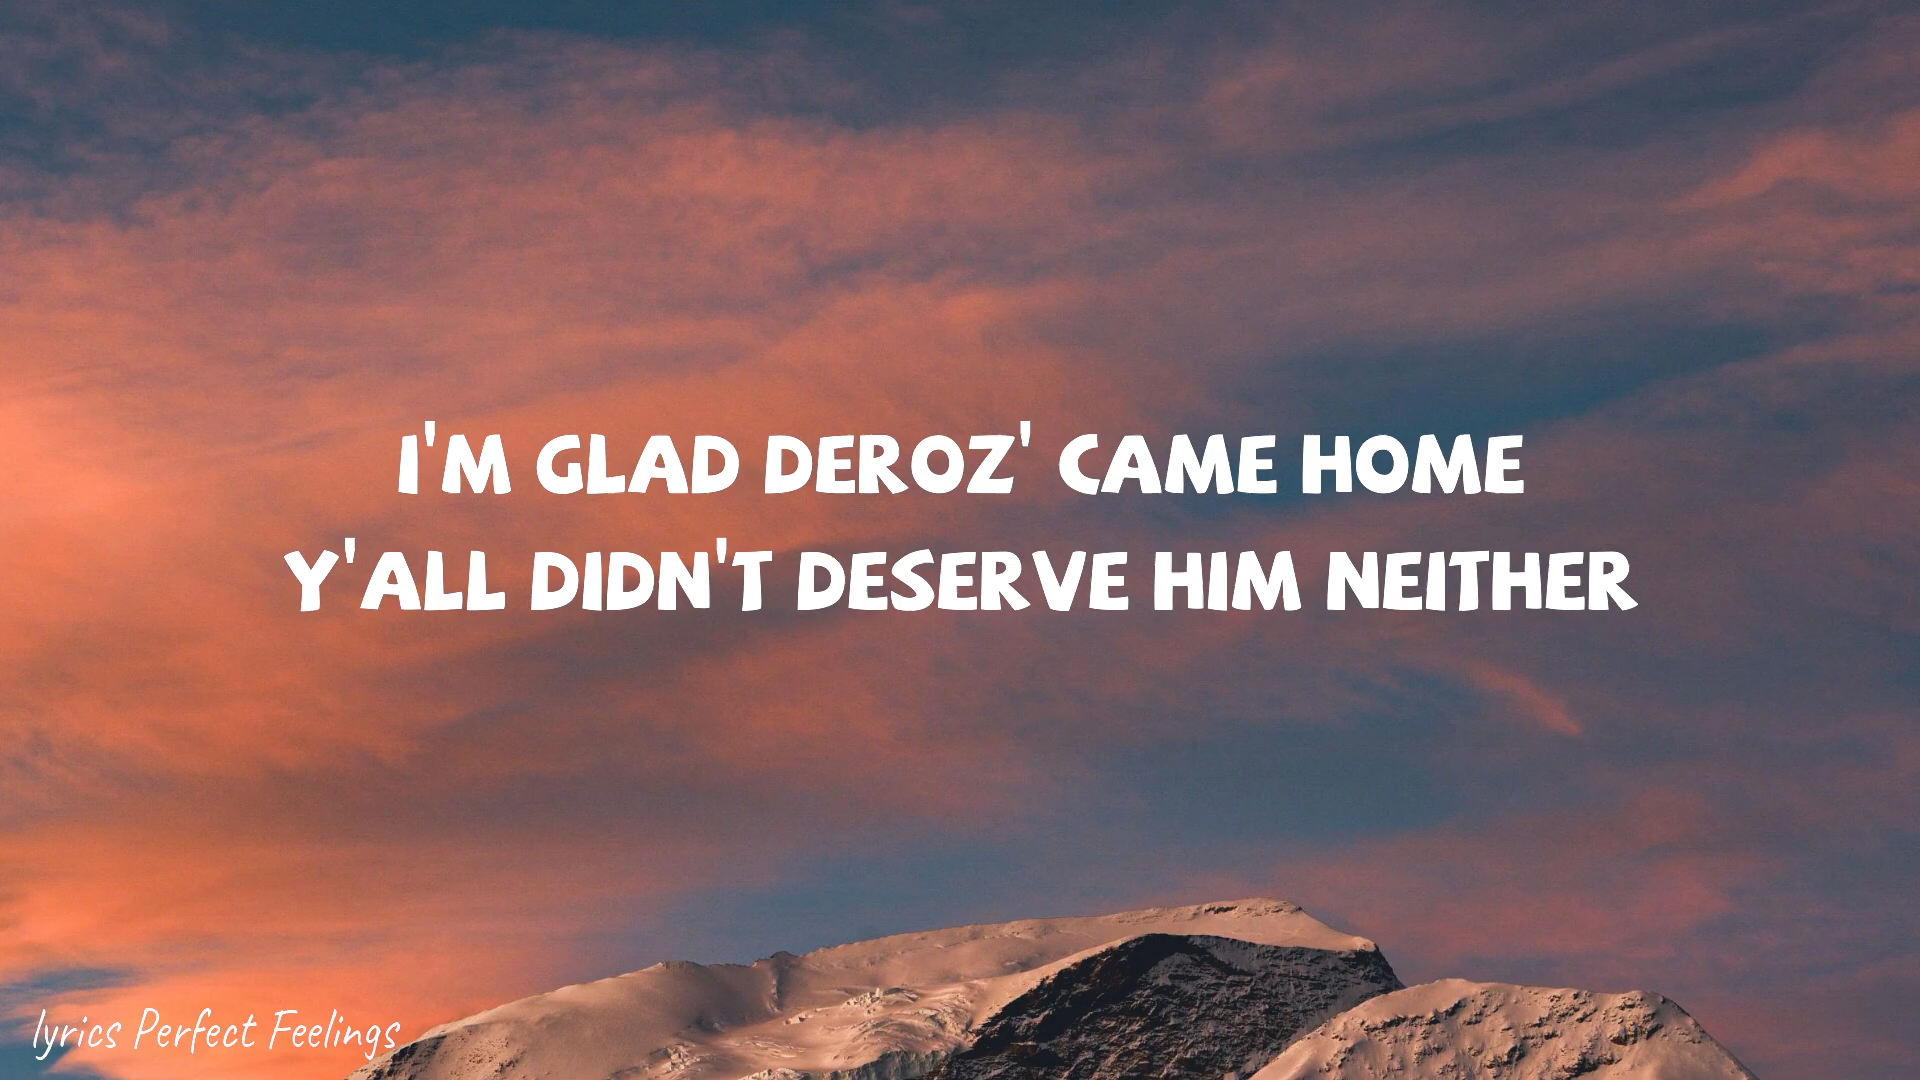 I'M GLAD DEROZ' CAME HOME
Y'ALL DIDN'T DESERVE HIM NEITHER
lyrics Perfect Feelings